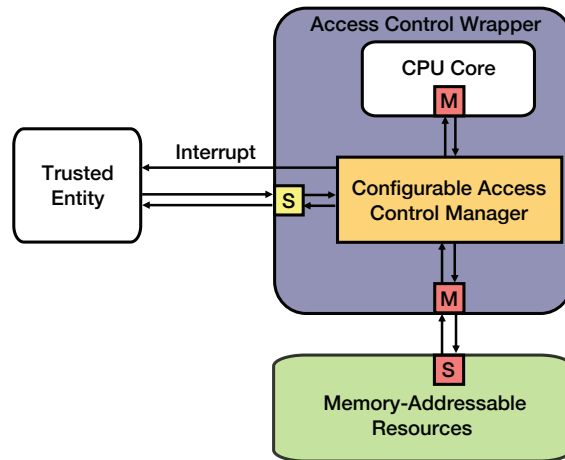 Access Control Wrapper
CPU Core
M
Interrupt
Trusted
Entity
S
Configurable Access
Control Manager
M
S
Memory-Addressable
Resources